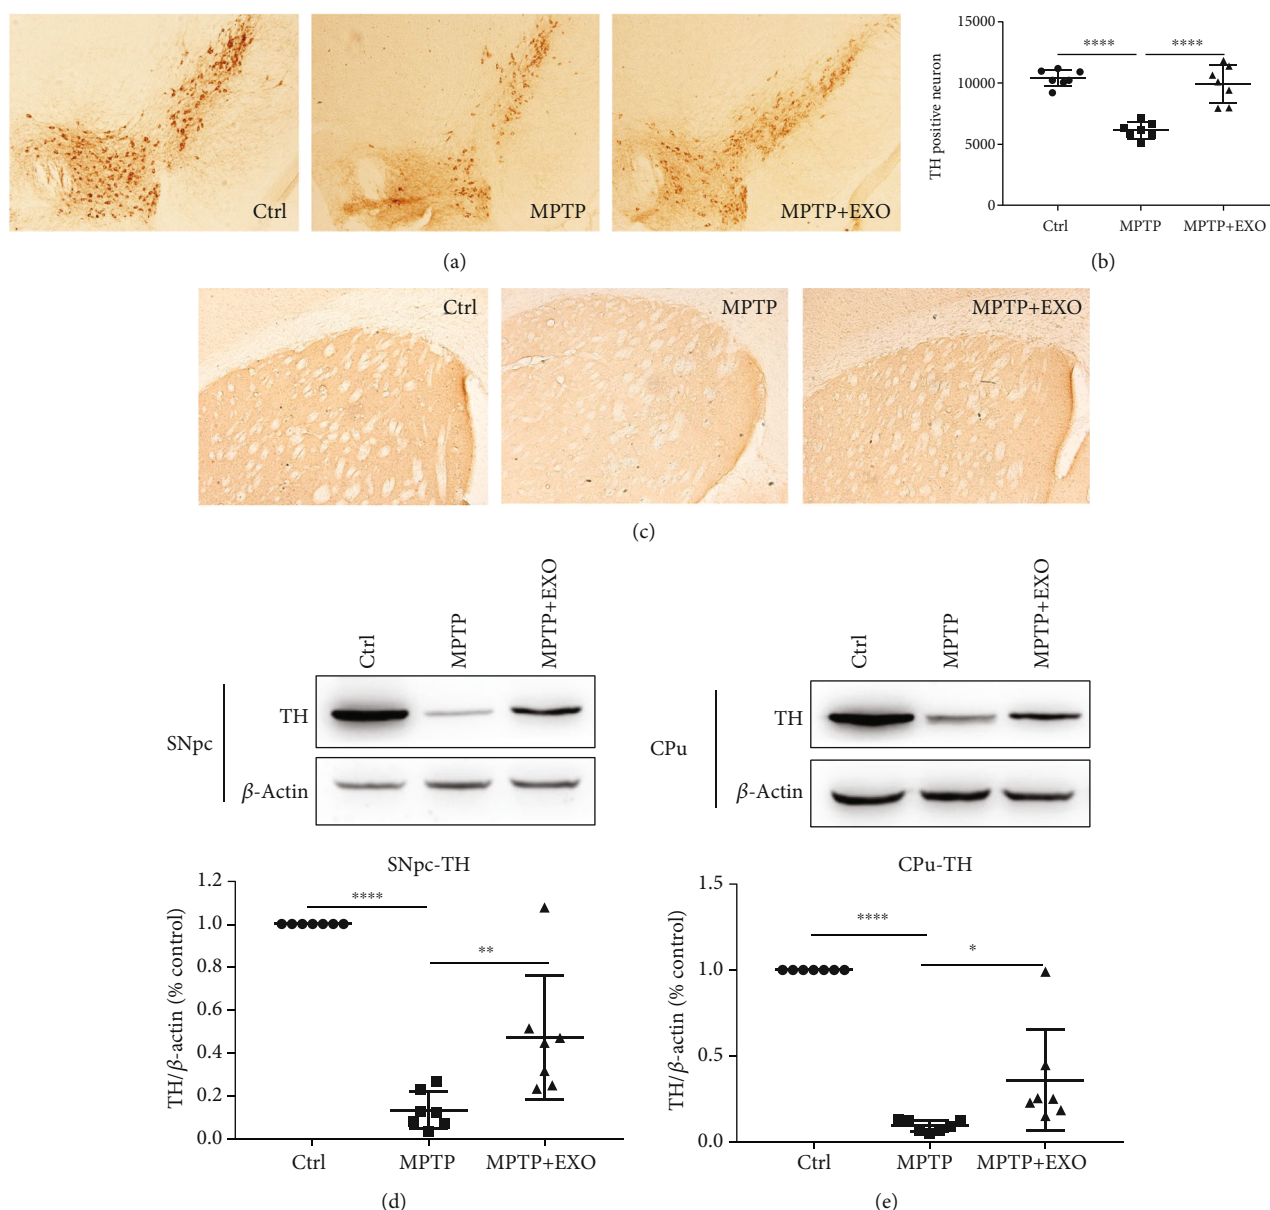 Ctrl
MPTP
MPTP+EXO
(a)
15000
10000
5000
0
TH positive neuron
****
****
Ctrl
MPTP
MPTP+EXO
(b)
Ctrl
MPTP
MPTP+EXO
(c)
Ctrl
MPTP
MPTP+EXO
SNpc
TH
β-Actin
SNpc-TH
1.2
1.0
0.8
0.6
0.4
0.2
0.0
TH/β-actin (% control)
****
**
Ctrl
MPTP
MPTP+EXO
(d)
Ctrl
MPTP
MPTP+EXO
CPu
TH
β-Actin
CPu-TH
1.5
1.0
0.5
0.0
TH/β-actin (% control)
****
*
Ctrl
MPTP
MPTP+EXO
(e)